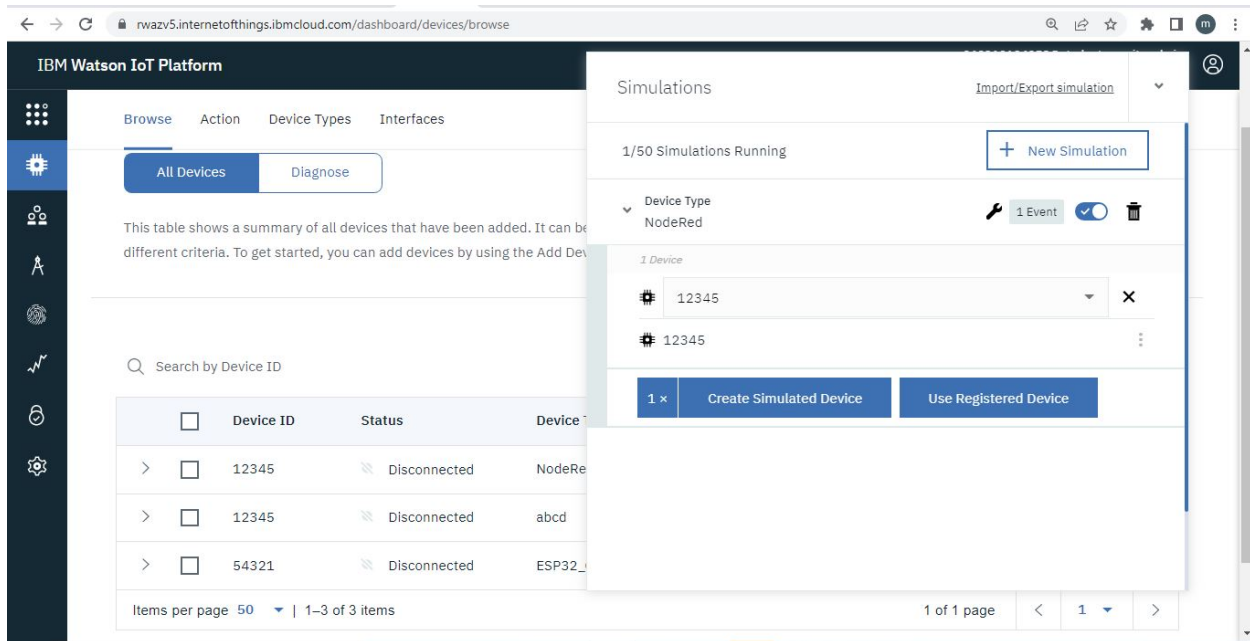 rwazv5.internetofthings.ibmcloud.com/dashboard/devices/browse
m
IBM Watson IoT Platform
Browse Action Device Types Interfaces
All Devices Diagnose
This table shows a summary of all devices that have been added. It can be
different criteria. To get started, you can add devices by using the Add
Search by Device ID
Device ID Status Device
12345 Disconnected
12345 Disconnected abcd
54321 Disconnected
Items per page 50 | 1–3 of 3 items 1 of 1 page 1
Simulations Import/Export simulation
1/50 Simulations Running + New Simulation
Device Type
NodeRed 1 Event
1 Device
12345
12345
1 × Create Simulated Device Use Registered Device